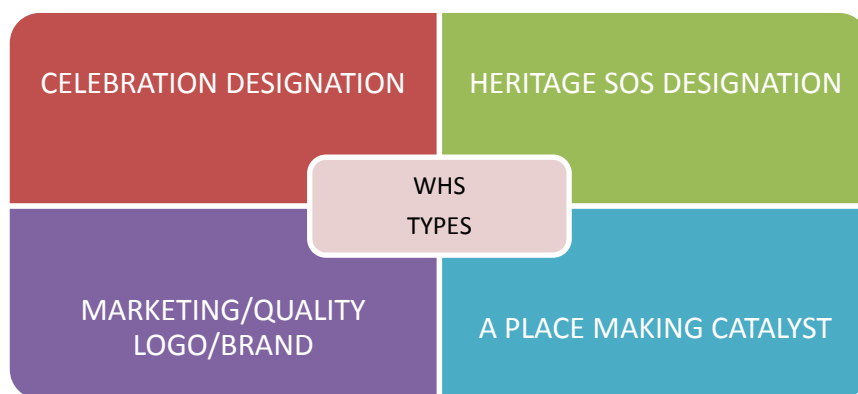 CELEBRATION DESIGNATION
HERITAGE SOS DESIGNATION
WHS
TYPES
MARKETING/QUALITY
LOGO/BRAND
A PLACE MAKING CATALYST